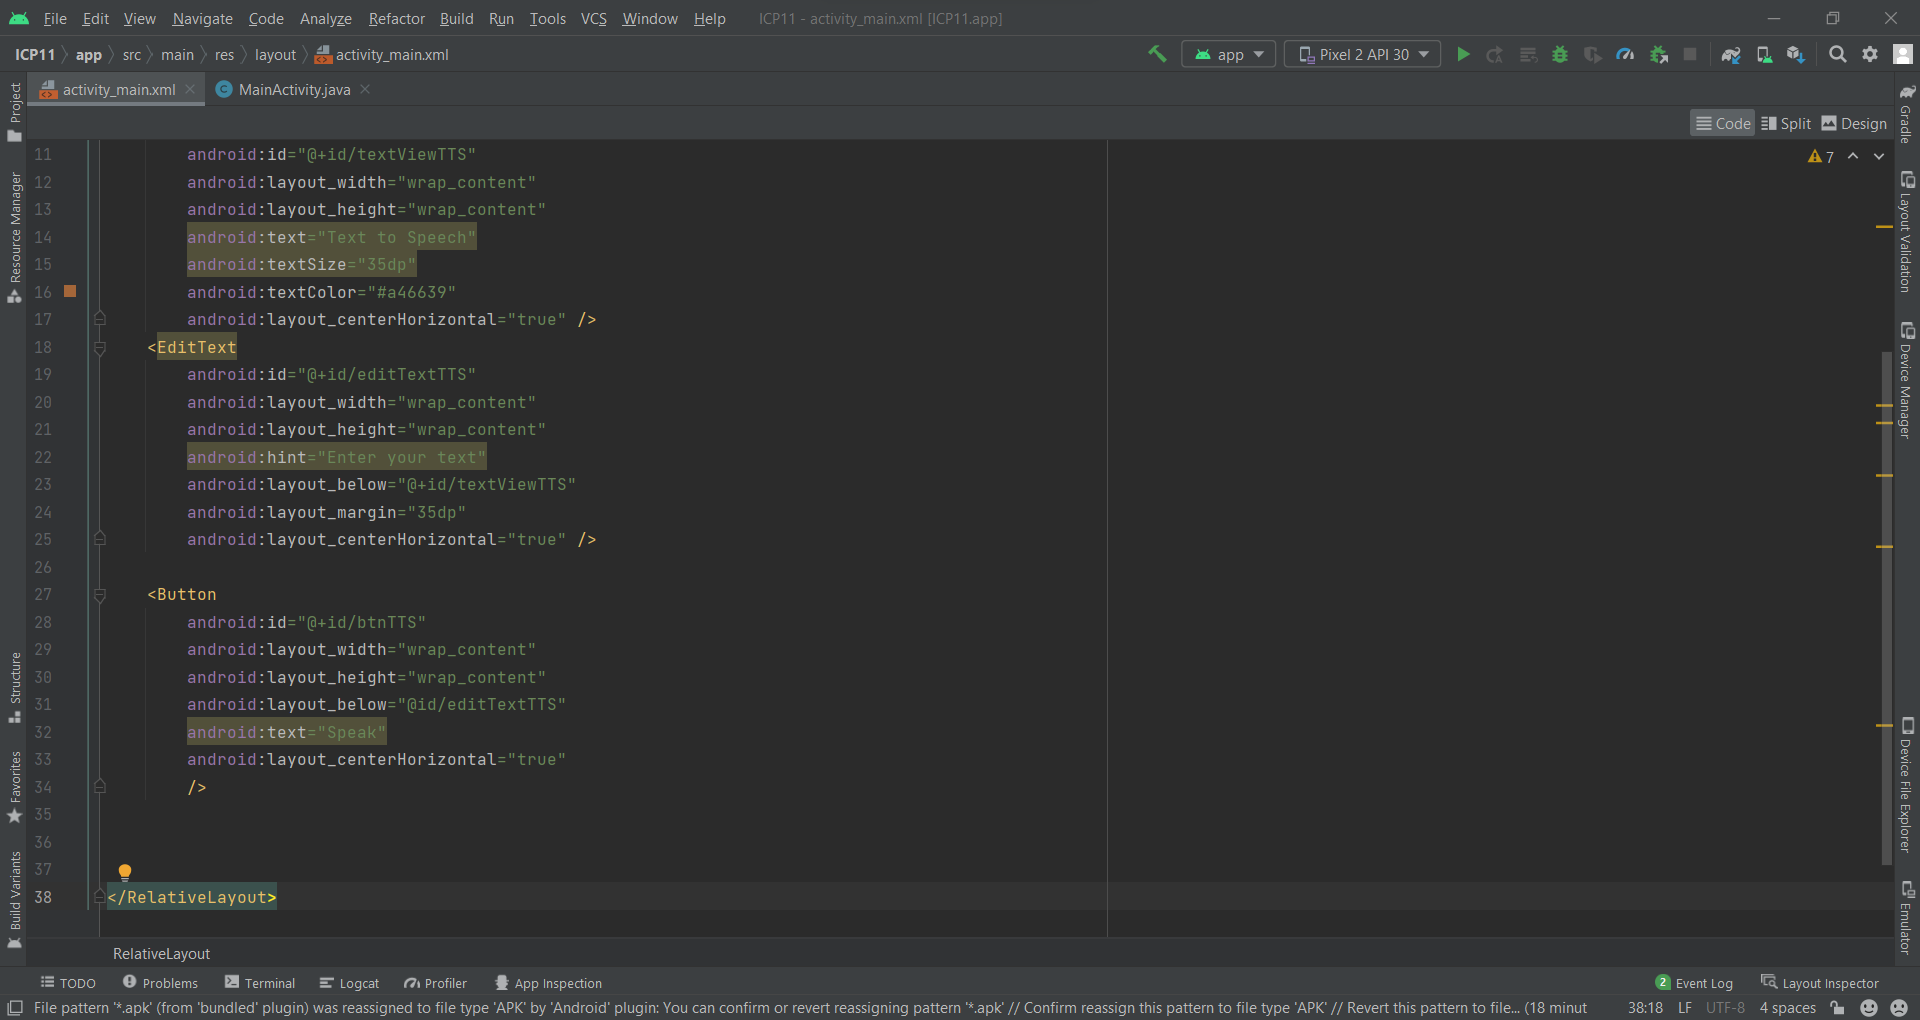 File Edit View Navigate Code Analyze Refactor Build Run Tools VCS Window Help ICP11 - activity_main.xml [ICP11.app]
ICP11 app src main res layout activity_main.xml app Pixel 2 API 30
activity_main.xml MainActivity.java
Code Split Design
7
Project
Resource Manager
Structure
Favorites
Build Variants
11 android:id="@+id/textViewTTS"
12 android:layout_width="wrap_content"
13 android:layout_height="wrap_content"
14 android:text="Text to Speech"
15 android:textSize="35dp"
16 android:textColor="#a46639"
17 android:layout_centerHorizontal="true" />
18 <EditText
19 android:id="@+id/editTextTTS"
20 android:layout_width="wrap_content"
21 android:layout_height="wrap_content"
22 android:hint="Enter your text"
23 android:layout_below="@+id/textViewTTS"
24 android:layout_margin="35dp"
25 android:layout_centerHorizontal="true" />
26
27 <Button
28 android:id="@+id/btnTTS"
29 android:layout_width="wrap_content"
30 android:layout_height="wrap_content"
31 android:layout_below="@id/editTextTTS"
32 android:text="Speak"
33 android:layout_centerHorizontal="true"
34 />
35
36
37
38 </RelativeLayout>
Gradle
Layout Validation
Device Manager
Device File Explorer
Emulator
RelativeLayout
TODO Problems Terminal Logcat Profiler App Inspection 2 Event Log Layout Inspector
File pattern '*.apk' (from 'bundled' plugin) was reassigned to file type 'APK' by 'Android' plugin: You can confirm or revert reassigning pattern '*.apk' // Confirm reassign this pattern to file type 'APK' // Revert this pattern to file... (18 minut 38:18 LF UTF-8 4 spaces